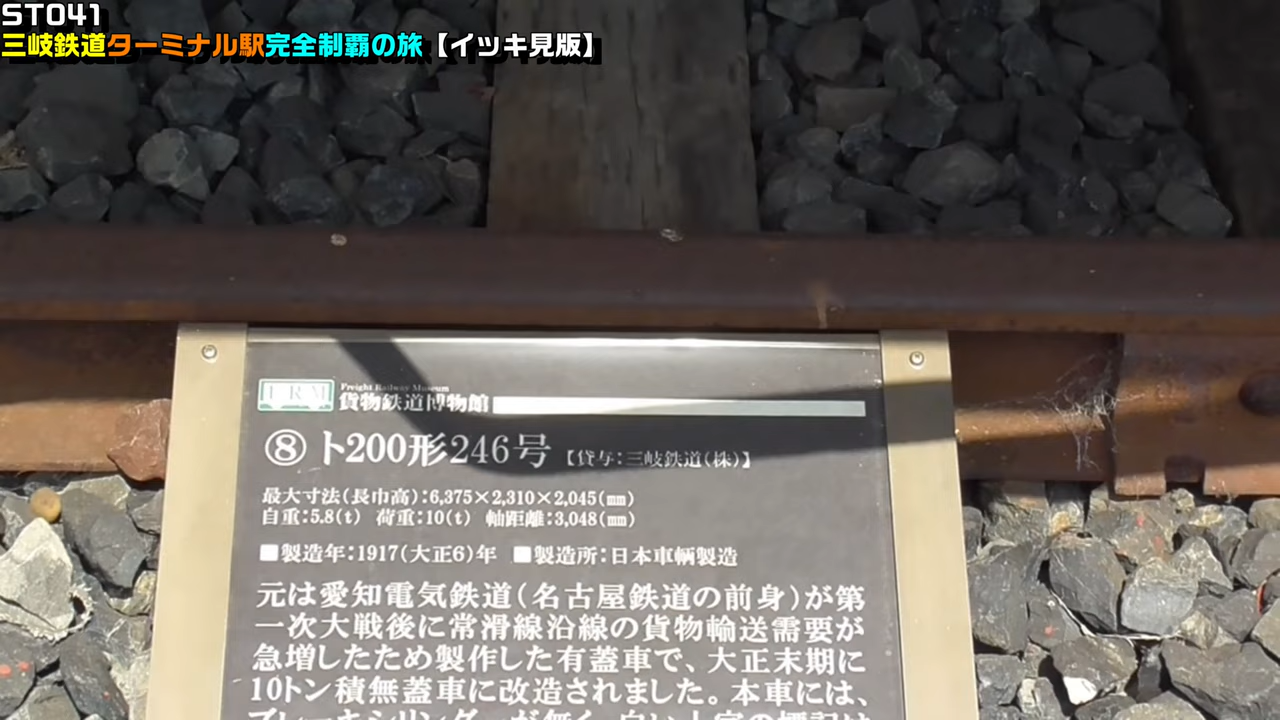 ST041
三岐鉄道ターミナル駅完全制覇の旅【イツキ見版】
Freight Railway Museum
貨物鉄道博物館
⑧ ト200形246号【貸与:三岐鉄道(株)】
最大寸法(長巾高):6,375×2,310×2,045(㎜)
自重:5.8(t) 荷重:10(t) 軸距離:3,048(㎜)
■製造年:1917(大正6)年 ■製造所:日本車輌製造
元は愛知電気鉄道(名古屋鉄道の前身)が第
一次大戦後に常滑線沿線の貨物輸送需要が
急増したため製作した有蓋車で、大正末期に
10トン積無蓋車に改造されました。本車には、